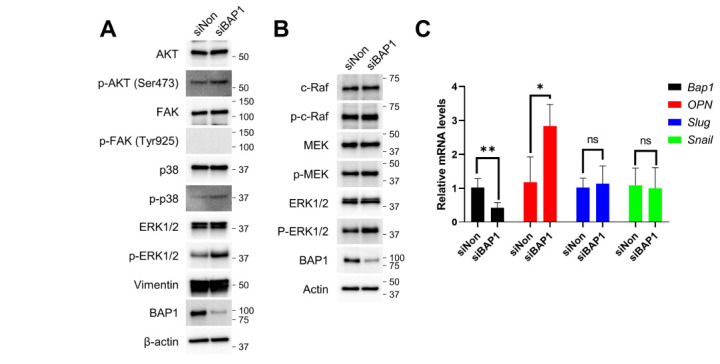 A
siNon
siBAP1
AKT
50
p-AKT (Ser473)
50
FAK
150
100
p-FAK (Tyr925)
150
100
p38
37
p-p38
37
ERK1/2
37
p-ERK1/2
37
Vimentin
50
BAP1
100
75
β-actin
37
B
siNon
siBAP1
c-Raf
75
p-c-Raf
75
50
MEK
37
p-MEK
50
37
ERK1/2
37
P-ERK1/2
37
BAP1
100
75
Actin
50
37
C
Relative mRNA levels
4
3
2
1
0
**
*
ns
ns
siNon
siBAP1
siNon
siBAP1
siNon
siBAP1
siNon
siBAP1
Bap1
OPN
Slug
Snail